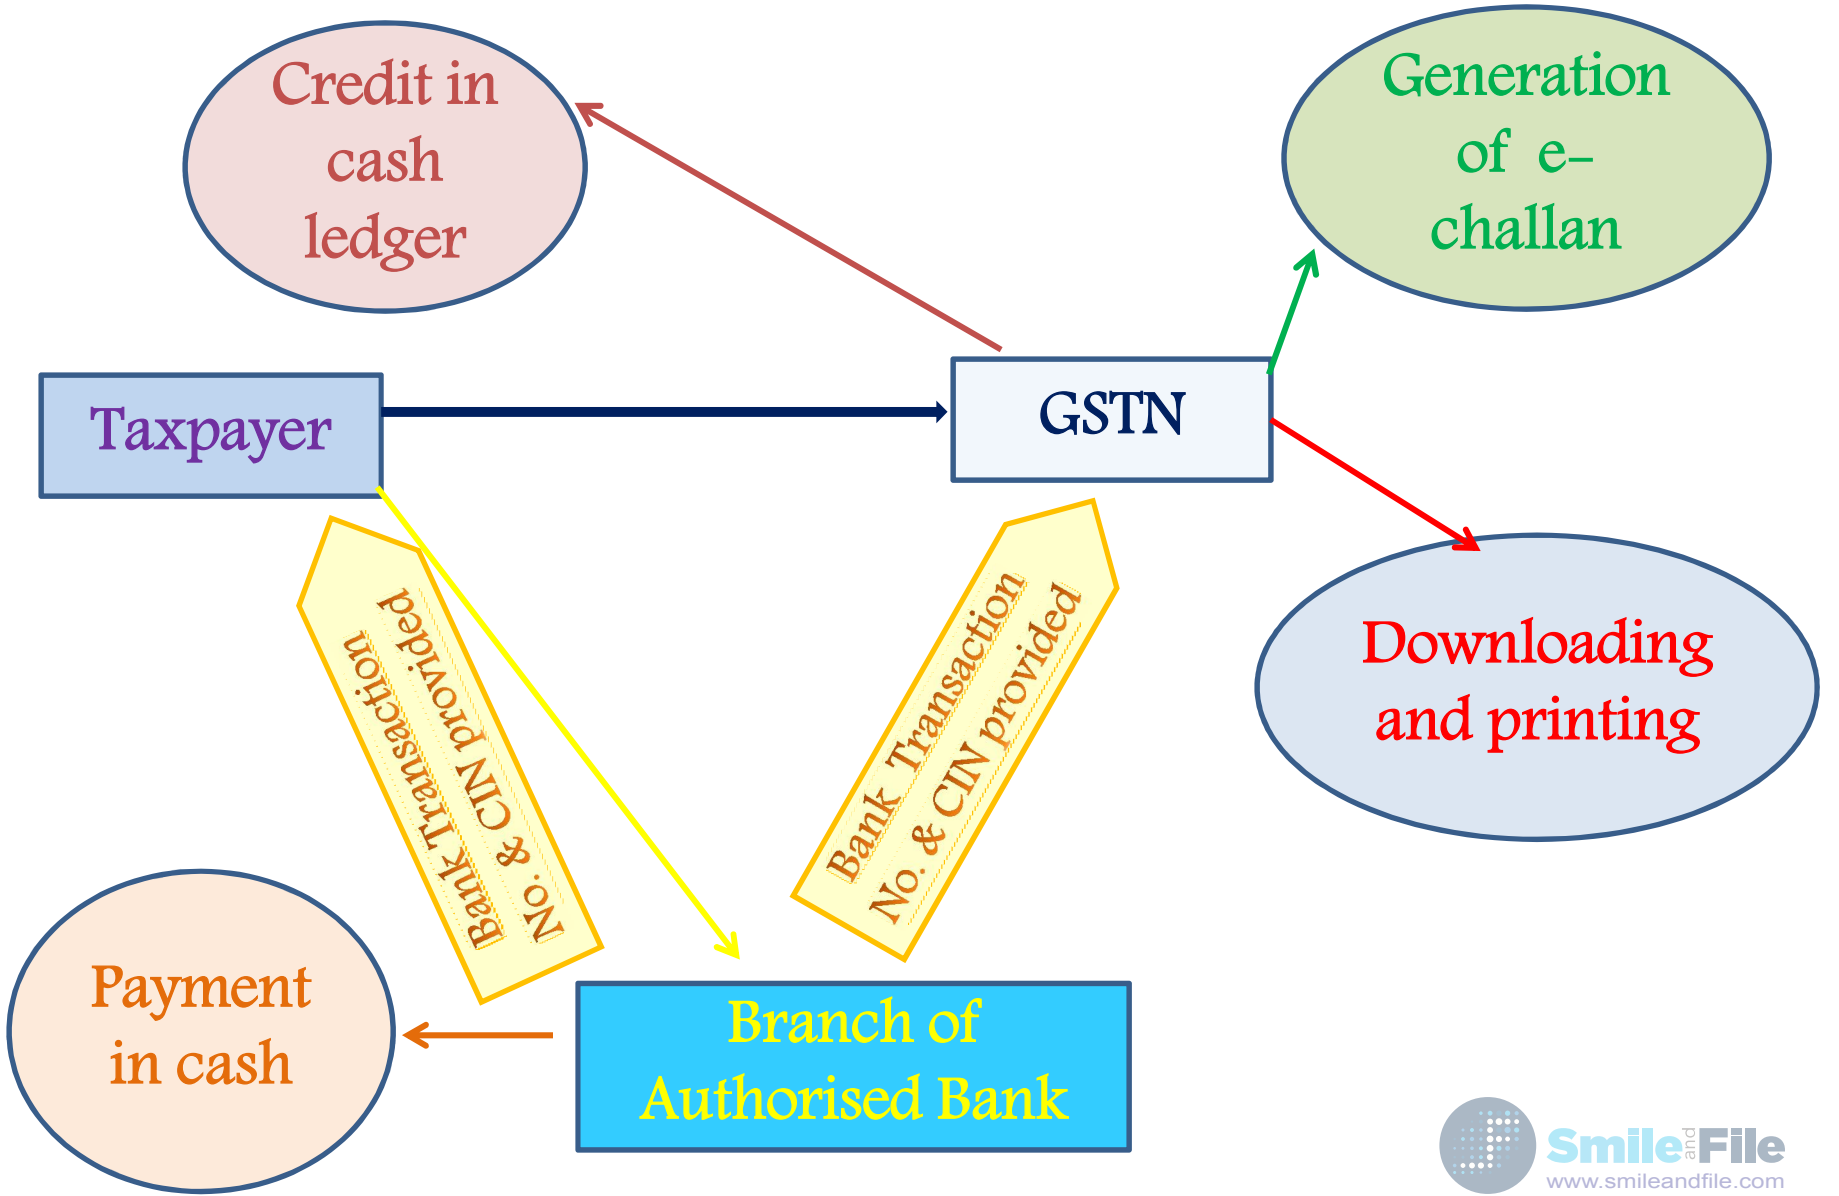 Credit in
cash
ledger
Generation
of e-
challan
Taxpayer
GSTN
Bank Transaction
No. & CIN provided
Bank Transaction
No. & CIN provided
Downloading
and printing
Payment
in cash
Branch of
Authorised Bank
Smile and File
www.smileandfile.com